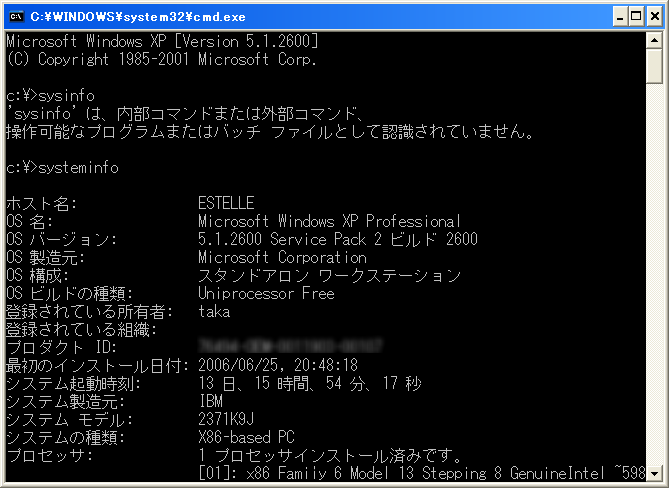 C:¥WINDOWS¥system32¥cmd.exe
Microsoft Windows XP [Version 5.1.2600]
(C) Copyright 1985-2001 Microsoft Corp.
c:¥>sysinfo
'sysinfo' は、内部コマンドまたは外部コマンド、
操作可能なプログラムまたはバッチ ファイルとして認識されていません。
c:¥>systeminfo
ホスト名: ESTELLE
OS 名: Microsoft Windows XP Professional
OS バージョン: 5.1.2600 Service Pack 2 ビルド 2600
OS 製造元: Microsoft Corporation
OS 構成: スタンドアロン ワークステーション
OS ビルドの種類: Uniprocessor Free
登録されている所有者: taka
登録されている組織:
プロダクト ID:
最初のインストール日付: 2006/06/25, 20:48:18
システム起動時刻: 13 日、15 時間、54 分、17 秒
システム製造元: IBM
システム モデル: 2371K9J
システムの種類: X86-based PC
プロセッサ: 1 プロセッサインストール済みです。
[01]: x86 Family 6 Model 13 Stepping 8 GenuineIntel ~598